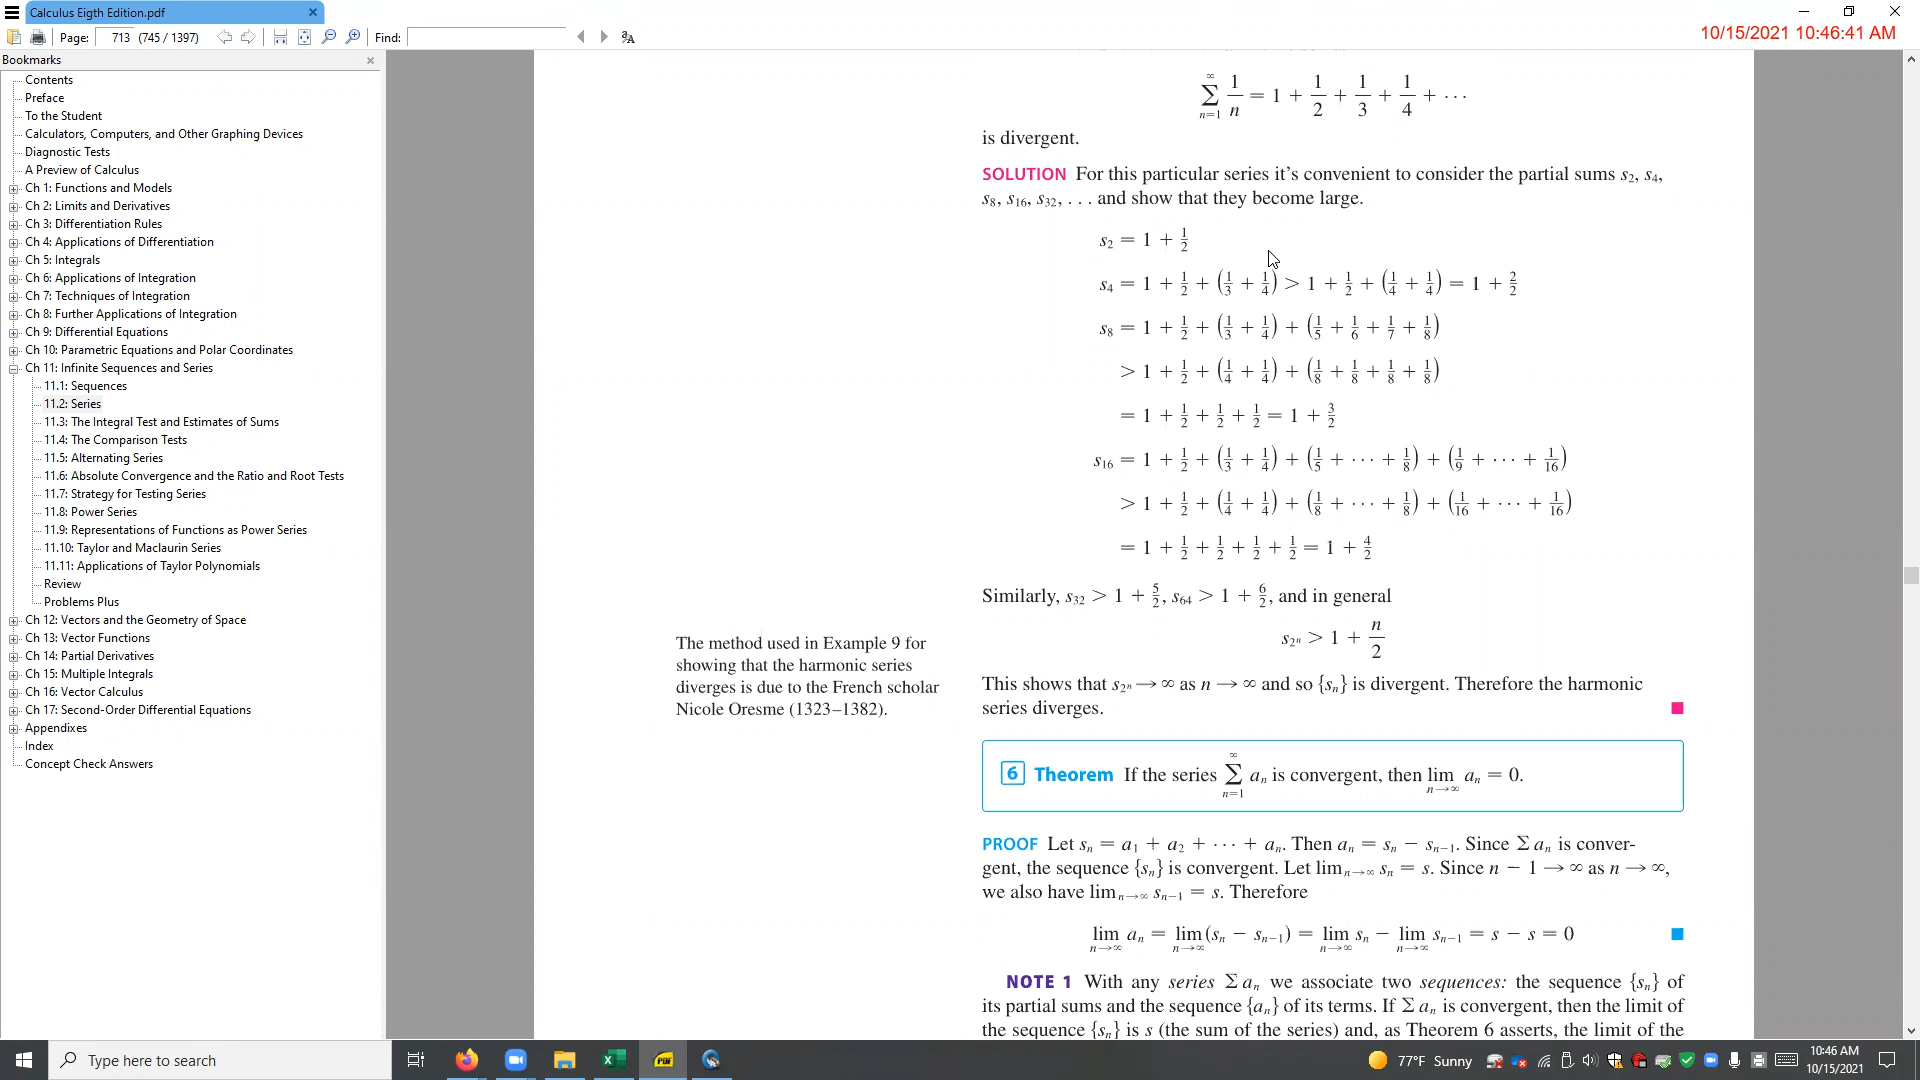 Calculus Eigth Edition.pdf
10/15/2021 10:46:41 AM
Page: 713 (745 / 1397) Find:
Bookmarks
Contents
Preface
To the Student
Calculators, Computers, and Other Graphing Devices
Diagnostic Tests
A Preview of Calculus
Ch 1: Functions and Models
Ch 2: Limits and Derivatives
Ch 3: Differentiation Rules
Ch 4: Applications of Differentiation
Ch 5: Integrals
Ch 6: Applications of Integration
Ch 7: Techniques of Integration
Ch 8: Further Applications of Integration
Ch 9: Differential Equations
Ch 10: Parametric Equations and Polar Coordinates
Ch 11: Infinite Sequences and Series
11.1: Sequences
11.2: Series
11.3: The Integral Test and Estimates of Sums
11.4: The Comparison Tests
11.5: Alternating Series
11.6: Absolute Convergence and the Ratio and Root Tests
11.7: Strategy for Testing Series
11.8: Power Series
11.9: Representations of Functions as Power Series
11.10: Taylor and Maclaurin Series
11.11: Applications of Taylor Polynomials
Review
Problems Plus
Ch 12: Vectors and the Geometry of Space
Ch 13: Vector Functions
Ch 14: Partial Derivatives
Ch 15: Multiple Integrals
Ch 16: Vector Calculus
Ch 17: Second-Order Differential Equations
Appendixes
Index
Concept Check Answers
∑_{n=1}^{∞} 1/n = 1 + 1/2 + 1/3 + 1/4 + ···
is divergent.
SOLUTION For this particular series it's convenient to consider the partial sums s₂, s₄,
s₈, s₁₆, s₃₂, . . . and show that they become large.
s₂ = 1 + 1/2
s₄ = 1 + 1/2 + (1/3 + 1/4) > 1 + 1/2 + (1/4 + 1/4) = 1 + 2/2
s₈ = 1 + 1/2 + (1/3 + 1/4) + (1/5 + 1/6 + 1/7 + 1/8)
> 1 + 1/2 + (1/4 + 1/4) + (1/8 + 1/8 + 1/8 + 1/8)
= 1 + 1/2 + 1/2 + 1/2 = 1 + 3/2
s₁₆ = 1 + 1/2 + (1/3 + 1/4) + (1/5 + ··· + 1/8) + (1/9 + ··· + 1/16)
> 1 + 1/2 + (1/4 + 1/4) + (1/8 + ··· + 1/8) + (1/16 + ··· + 1/16)
= 1 + 1/2 + 1/2 + 1/2 + 1/2 = 1 + 4/2
Similarly, s₃₂ > 1 + 5/2, s₆₄ > 1 + 6/2, and in general
s_{2ⁿ} > 1 + n/2
The method used in Example 9 for
showing that the harmonic series
diverges is due to the French scholar
Nicole Oresme (1323–1382).
This shows that s_{2ⁿ} → ∞ as n → ∞ and so {sₙ} is divergent. Therefore the harmonic
series diverges.
6 Theorem If the series ∑_{n=1}^{∞} aₙ is convergent, then lim_{n→∞} aₙ = 0.
PROOF Let sₙ = a₁ + a₂ + ··· + aₙ. Then aₙ = sₙ − sₙ₋₁. Since Σ aₙ is conver-
gent, the sequence {sₙ} is convergent. Let lim_{n→∞} sₙ = s. Since n − 1 → ∞ as n → ∞,
we also have lim_{n→∞} sₙ₋₁ = s. Therefore
lim_{n→∞} aₙ = lim_{n→∞} (sₙ − sₙ₋₁) = lim_{n→∞} sₙ − lim_{n→∞} sₙ₋₁ = s − s = 0
NOTE 1 With any series Σ aₙ we associate two sequences: the sequence {sₙ} of
its partial sums and the sequence {aₙ} of its terms. If Σ aₙ is convergent, then the limit of
the sequence {sₙ} is s (the sum of the series) and, as Theorem 6 asserts, the limit of the
Type here to search
77°F Sunny
10:46 AM
10/15/2021